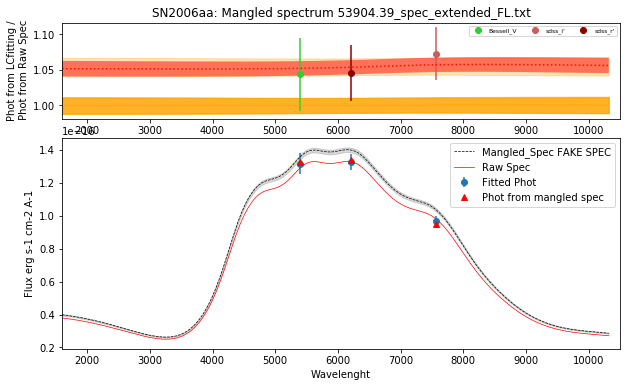 SN2006aa: Mangled spectrum 53904.39_spec_extended_FL.txt
Phot from LCfitting /
Phot from Raw Spec
1.10
1.05
1.00
Bessell_V
sdss_i'
sdss_r'
2000 3000 4000 5000 6000 7000 8000 9000 10000
1e−16
Flux erg s-1 cm-2 A-1
1.4
1.2
1.0
0.8
0.6
0.4
0.2
Mangled_Spec FAKE SPEC
Raw Spec
Fitted Phot
Phot from mangled spec
2000 3000 4000 5000 6000 7000 8000 9000 10000
Wavelenght